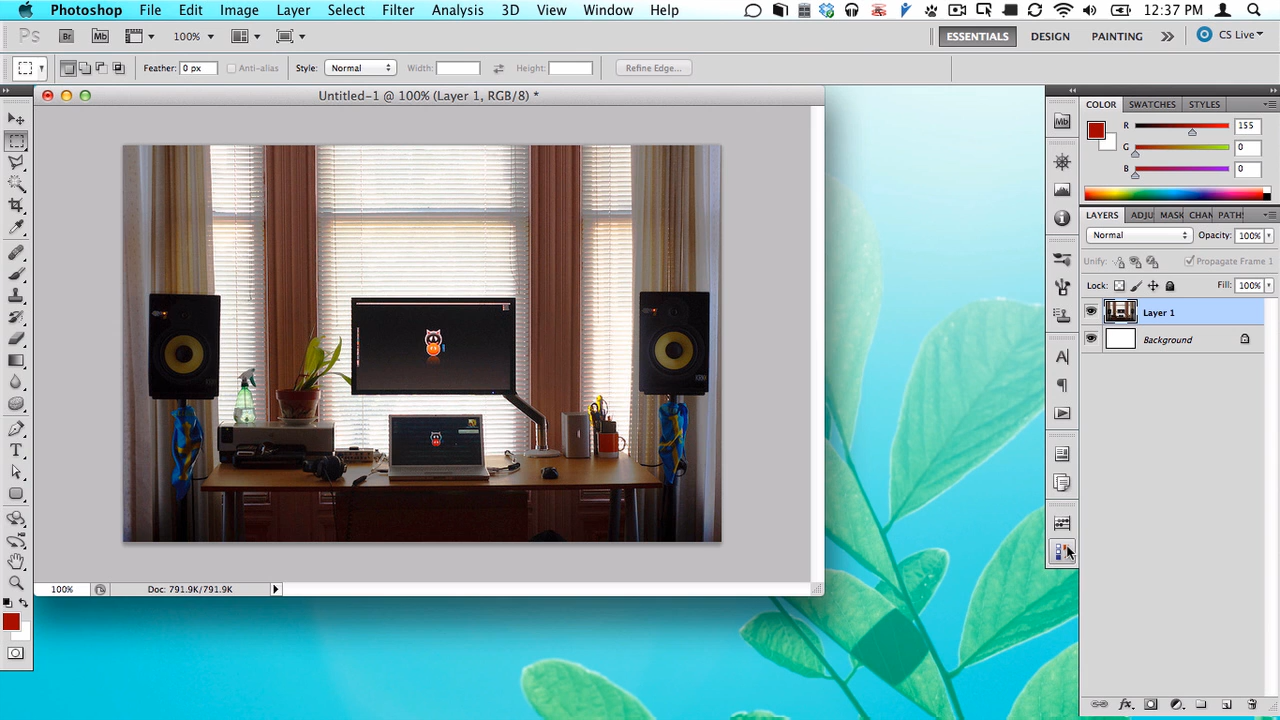 Photoshop File Edit Image Layer Select Filter Analysis 3D View Window Help 12:37 PM
Ps Br Mb 100% ESSENTIALS DESIGN PAINTING CS Live
Feather: 0 px Anti-alias Style: Normal Width: Height: Refine Edge...
Untitled-1 @ 100% (Layer 1, RGB/8) *
100% Doc: 791.9K/791.9K
Mb
COLOR SWATCHES STYLES
R 155
G 0
B 0
LAYERS ADJU MASK CHAN PATH
Normal Opacity: 100%
Unify: Propagate Frame 1
Lock: Fill: 100%
Layer 1
Background
fx